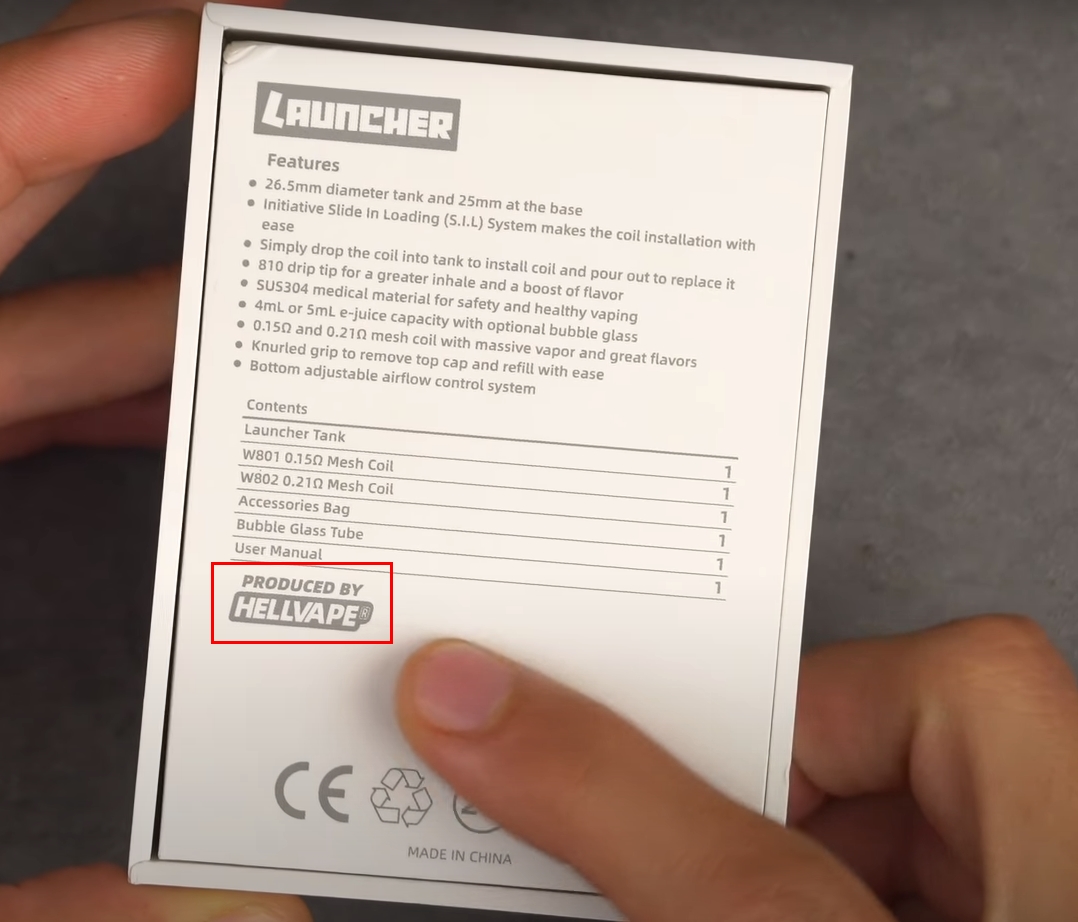 LAUNCHER
Features
• 26.5mm diameter tank and 25mm at the base
• Initiative Slide In Loading (S.I.L) System makes the coil installation with
ease
• Simply drop the coil into tank to install coil and pour out to replace it
• 810 drip tip for a greater inhale and a boost of flavor
• SUS304 medical material for safety and healthy vaping
• 4mL or 5mL e-juice capacity with optional bubble glass
• 0.15Ω and 0.21Ω mesh coil with massive vapor and great flavors
• Knurled grip to remove top cap and refill with ease
• Bottom adjustable airflow control system
Contents
Launcher Tank 1
W801 0.15Ω Mesh Coil 1
W802 0.21Ω Mesh Coil 1
Accessories Bag 1
Bubble Glass Tube 1
User Manual 1
PRODUCED BY
HELLVAPE®
CE
MADE IN CHINA